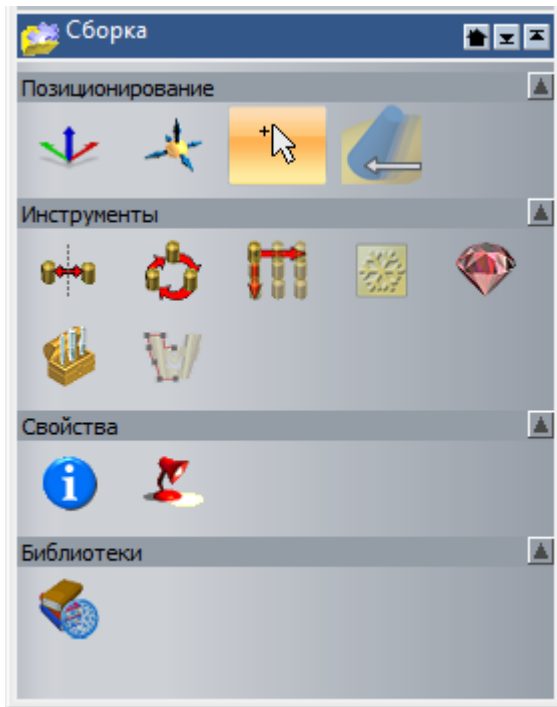 Сборка
Позиционирование
Инструменты
Свойства
Библиотеки